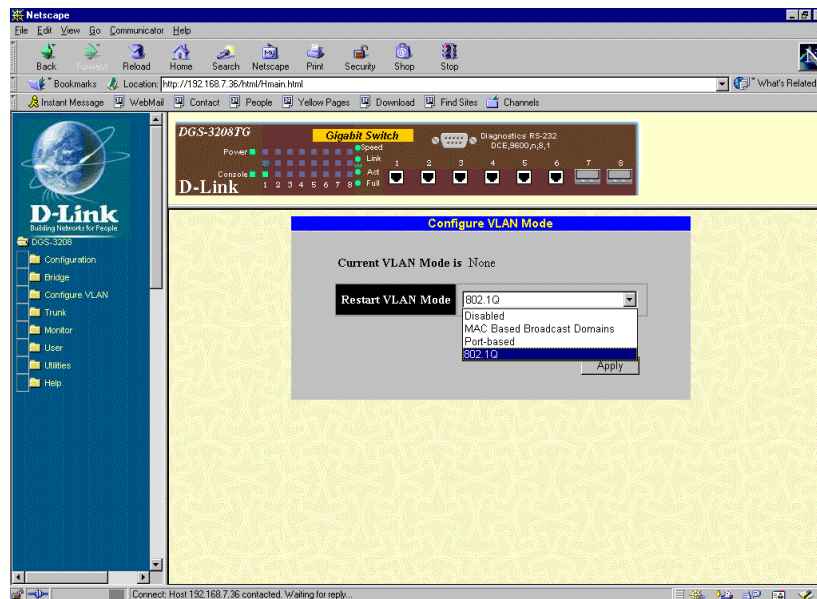 Netscape
File Edit View Go Communicator Help
Back Forward Reload Home Search Netscape Print Security Shop Stop
Bookmarks Location: http://192.168.7.36/html/Hmain.html What's Related
Instant Message WebMail Contact People Yellow Pages Download Find Sites Channels
DGS-3208TG Gigabit Switch
Diagnostics RS-232
DCE,9600,n,8,1
Power
Console
Speed
Link
Act
Full
1 2 3 4 5 6 7 8
1 2 3 4 5 6 7 8
D-Link
D-Link
Building Networks for People
DGS-3208
Configuration
Bridge
Configure VLAN
Trunk
Monitor
User
Utilities
Help
Configure VLAN Mode
Current VLAN Mode is None
Restart VLAN Mode 802.1Q
Disabled
MAC Based Broadcast Domains
Port-based
802.1Q
Apply
Connect: Host 192.168.7.36 contacted. Waiting for reply...